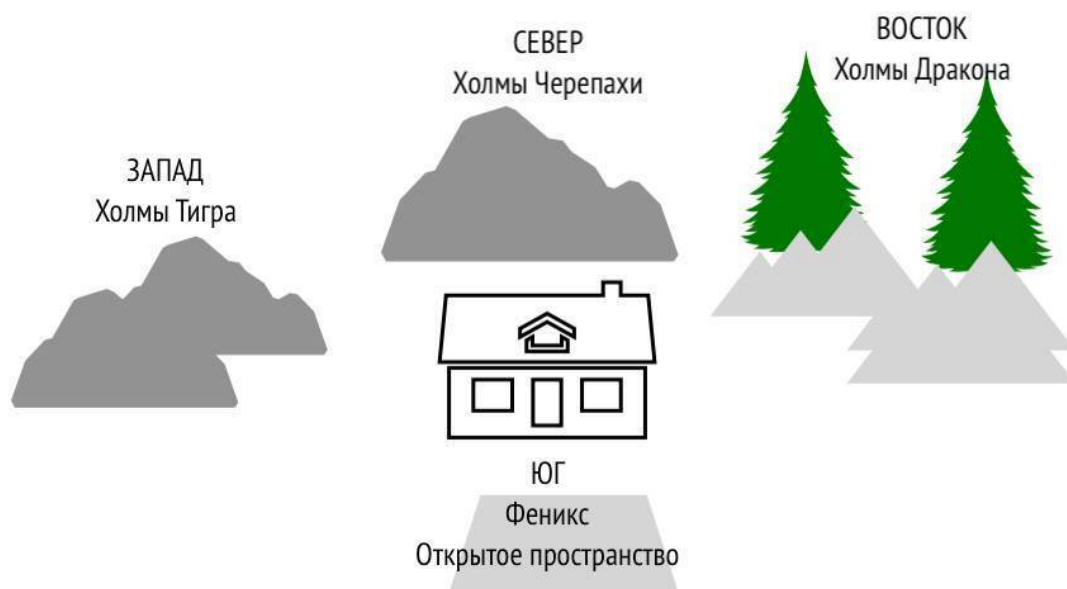 СЕВЕР
Холмы Черепахи
ВОСТОК
Холмы Дракона
ЗАПАД
Холмы Тигра
ЮГ
Феникс
Открытое пространство